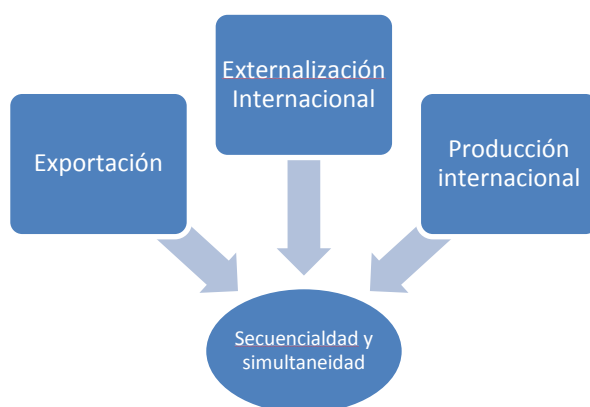 Exportación
Externalización
Internacional
Producción
internacional
Secuencialdad y
simultaneidad